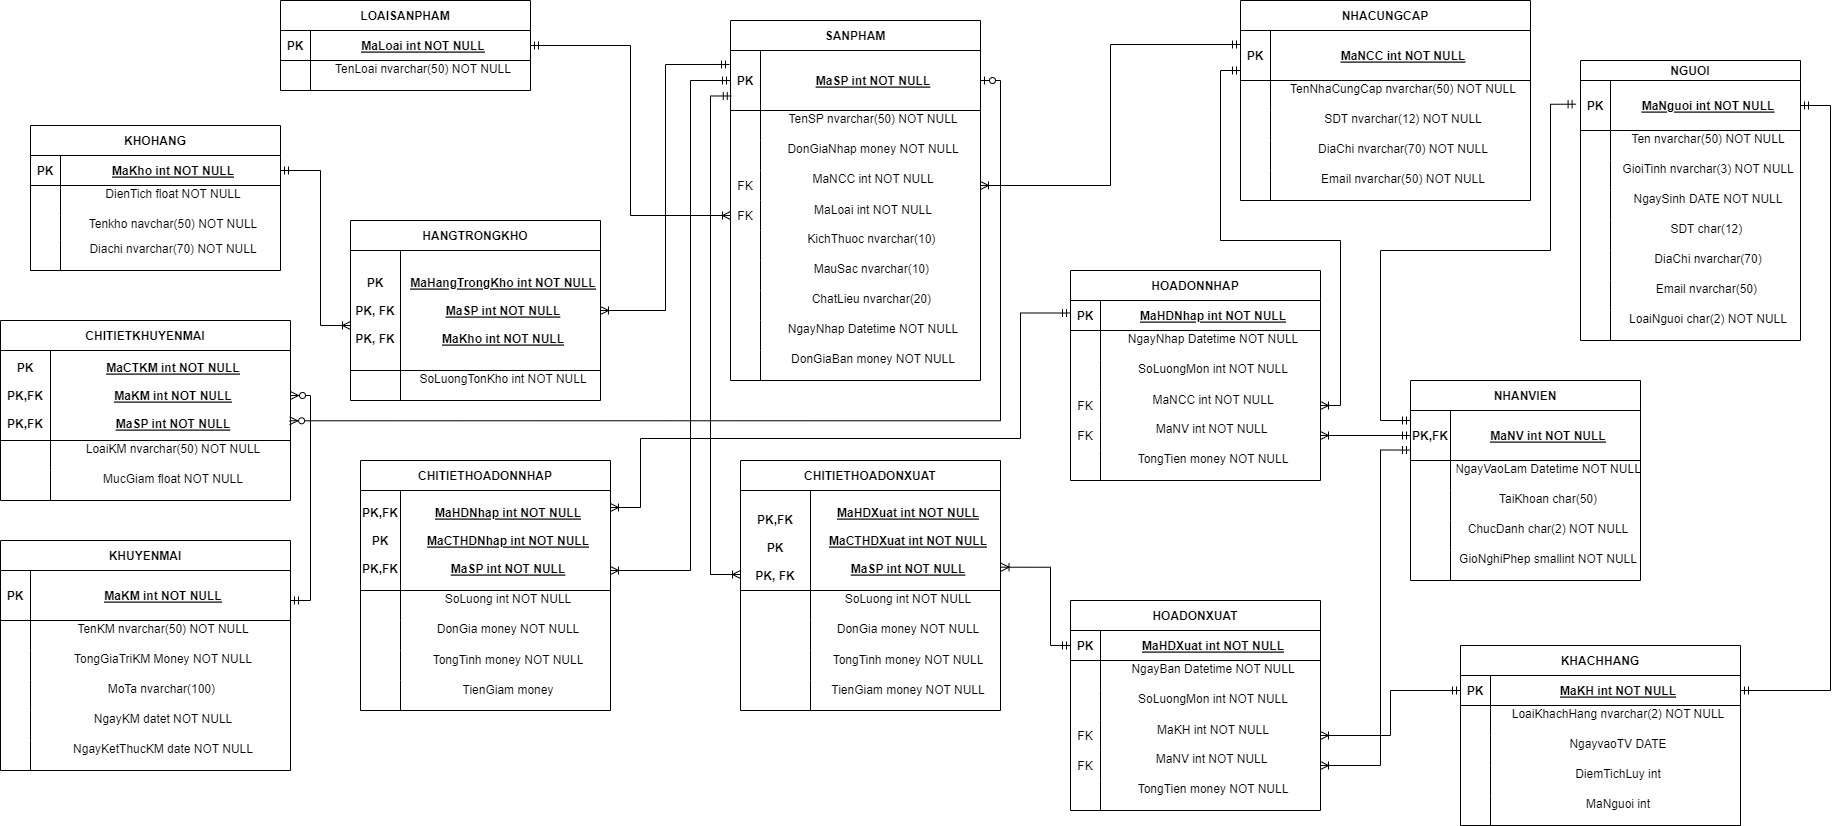 LOAISANPHAM
PK MaLoai int NOT NULL
TenLoai nvarchar(50) NOT NULL
KHOHANG
PK MaKho int NOT NULL
DienTich float NOT NULL
Tenkho navchar(50) NOT NULL
Diachi nvarchar(70) NOT NULL
HANGTRONGKHO
PK MaHangTrongKho int NOT NULL
PK, FK MaSP int NOT NULL
PK, FK MaKho int NOT NULL
SoLuongTonKho int NOT NULL
SANPHAM
PK MaSP int NOT NULL
TenSP nvarchar(50) NOT NULL
DonGiaNhap money NOT NULL
FK MaNCC int NOT NULL
FK MaLoai int NOT NULL
KichThuoc nvarchar(10)
MauSac nvarchar(10)
ChatLieu nvarchar(20)
NgayNhap Datetime NOT NULL
DonGiaBan money NOT NULL
NHACUNGCAP
PK MaNCC int NOT NULL
TenNhaCungCap nvarchar(50) NOT NULL
SDT nvarchar(12) NOT NULL
DiaChi nvarchar(70) NOT NULL
Email nvarchar(50) NOT NULL
NGUOI
PK MaNguoi int NOT NULL
Ten nvarchar(50) NOT NULL
GioiTinh nvarchar(3) NOT NULL
NgaySinh DATE NOT NULL
SDT char(12)
DiaChi nvarchar(70)
Email nvarchar(50)
LoaiNguoi char(2) NOT NULL
CHITIETKHUYENMAI
PK MaCTKM int NOT NULL
PK,FK MaKM int NOT NULL
PK,FK MaSP int NOT NULL
LoaiKM nvarchar(50) NOT NULL
MucGiam float NOT NULL
KHUYENMAI
PK MaKM int NOT NULL
TenKM nvarchar(50) NOT NULL
TongGiaTriKM Money NOT NULL
MoTa nvarchar(100)
NgayKM datet NOT NULL
NgayKetThucKM date NOT NULL
CHITIETHOADONNHAP
PK,FK MaHDNhap int NOT NULL
PK MaCTHDNhap int NOT NULL
PK,FK MaSP int NOT NULL
SoLuong int NOT NULL
DonGia money NOT NULL
TongTinh money NOT NULL
TienGiam money
CHITIETHOADONXUAT
PK,FK MaHDXuat int NOT NULL
PK MaCTHDXuat int NOT NULL
PK, FK MaSP int NOT NULL
SoLuong int NOT NULL
DonGia money NOT NULL
TongTinh money NOT NULL
TienGiam money NOT NULL
HOADONNHAP
PK MaHDNhap int NOT NULL
NgayNhap Datetime NOT NULL
SoLuongMon int NOT NULL
FK MaNCC int NOT NULL
FK MaNV int NOT NULL
TongTien money NOT NULL
NHANVIEN
PK,FK MaNV int NOT NULL
NgayVaoLam Datetime NOT NULL
TaiKhoan char(50)
ChucDanh char(2) NOT NULL
GioNghiPhep smallint NOT NULL
HOADONXUAT
PK MaHDXuat int NOT NULL
NgayBan Datetime NOT NULL
SoLuongMon int NOT NULL
FK MaKH int NOT NULL
FK MaNV int NOT NULL
TongTien money NOT NULL
KHACHHANG
PK MaKH int NOT NULL
LoaiKhachHang nvarchar(2) NOT NULL
NgayvaoTV DATE
DiemTichLuy int
MaNguoi int